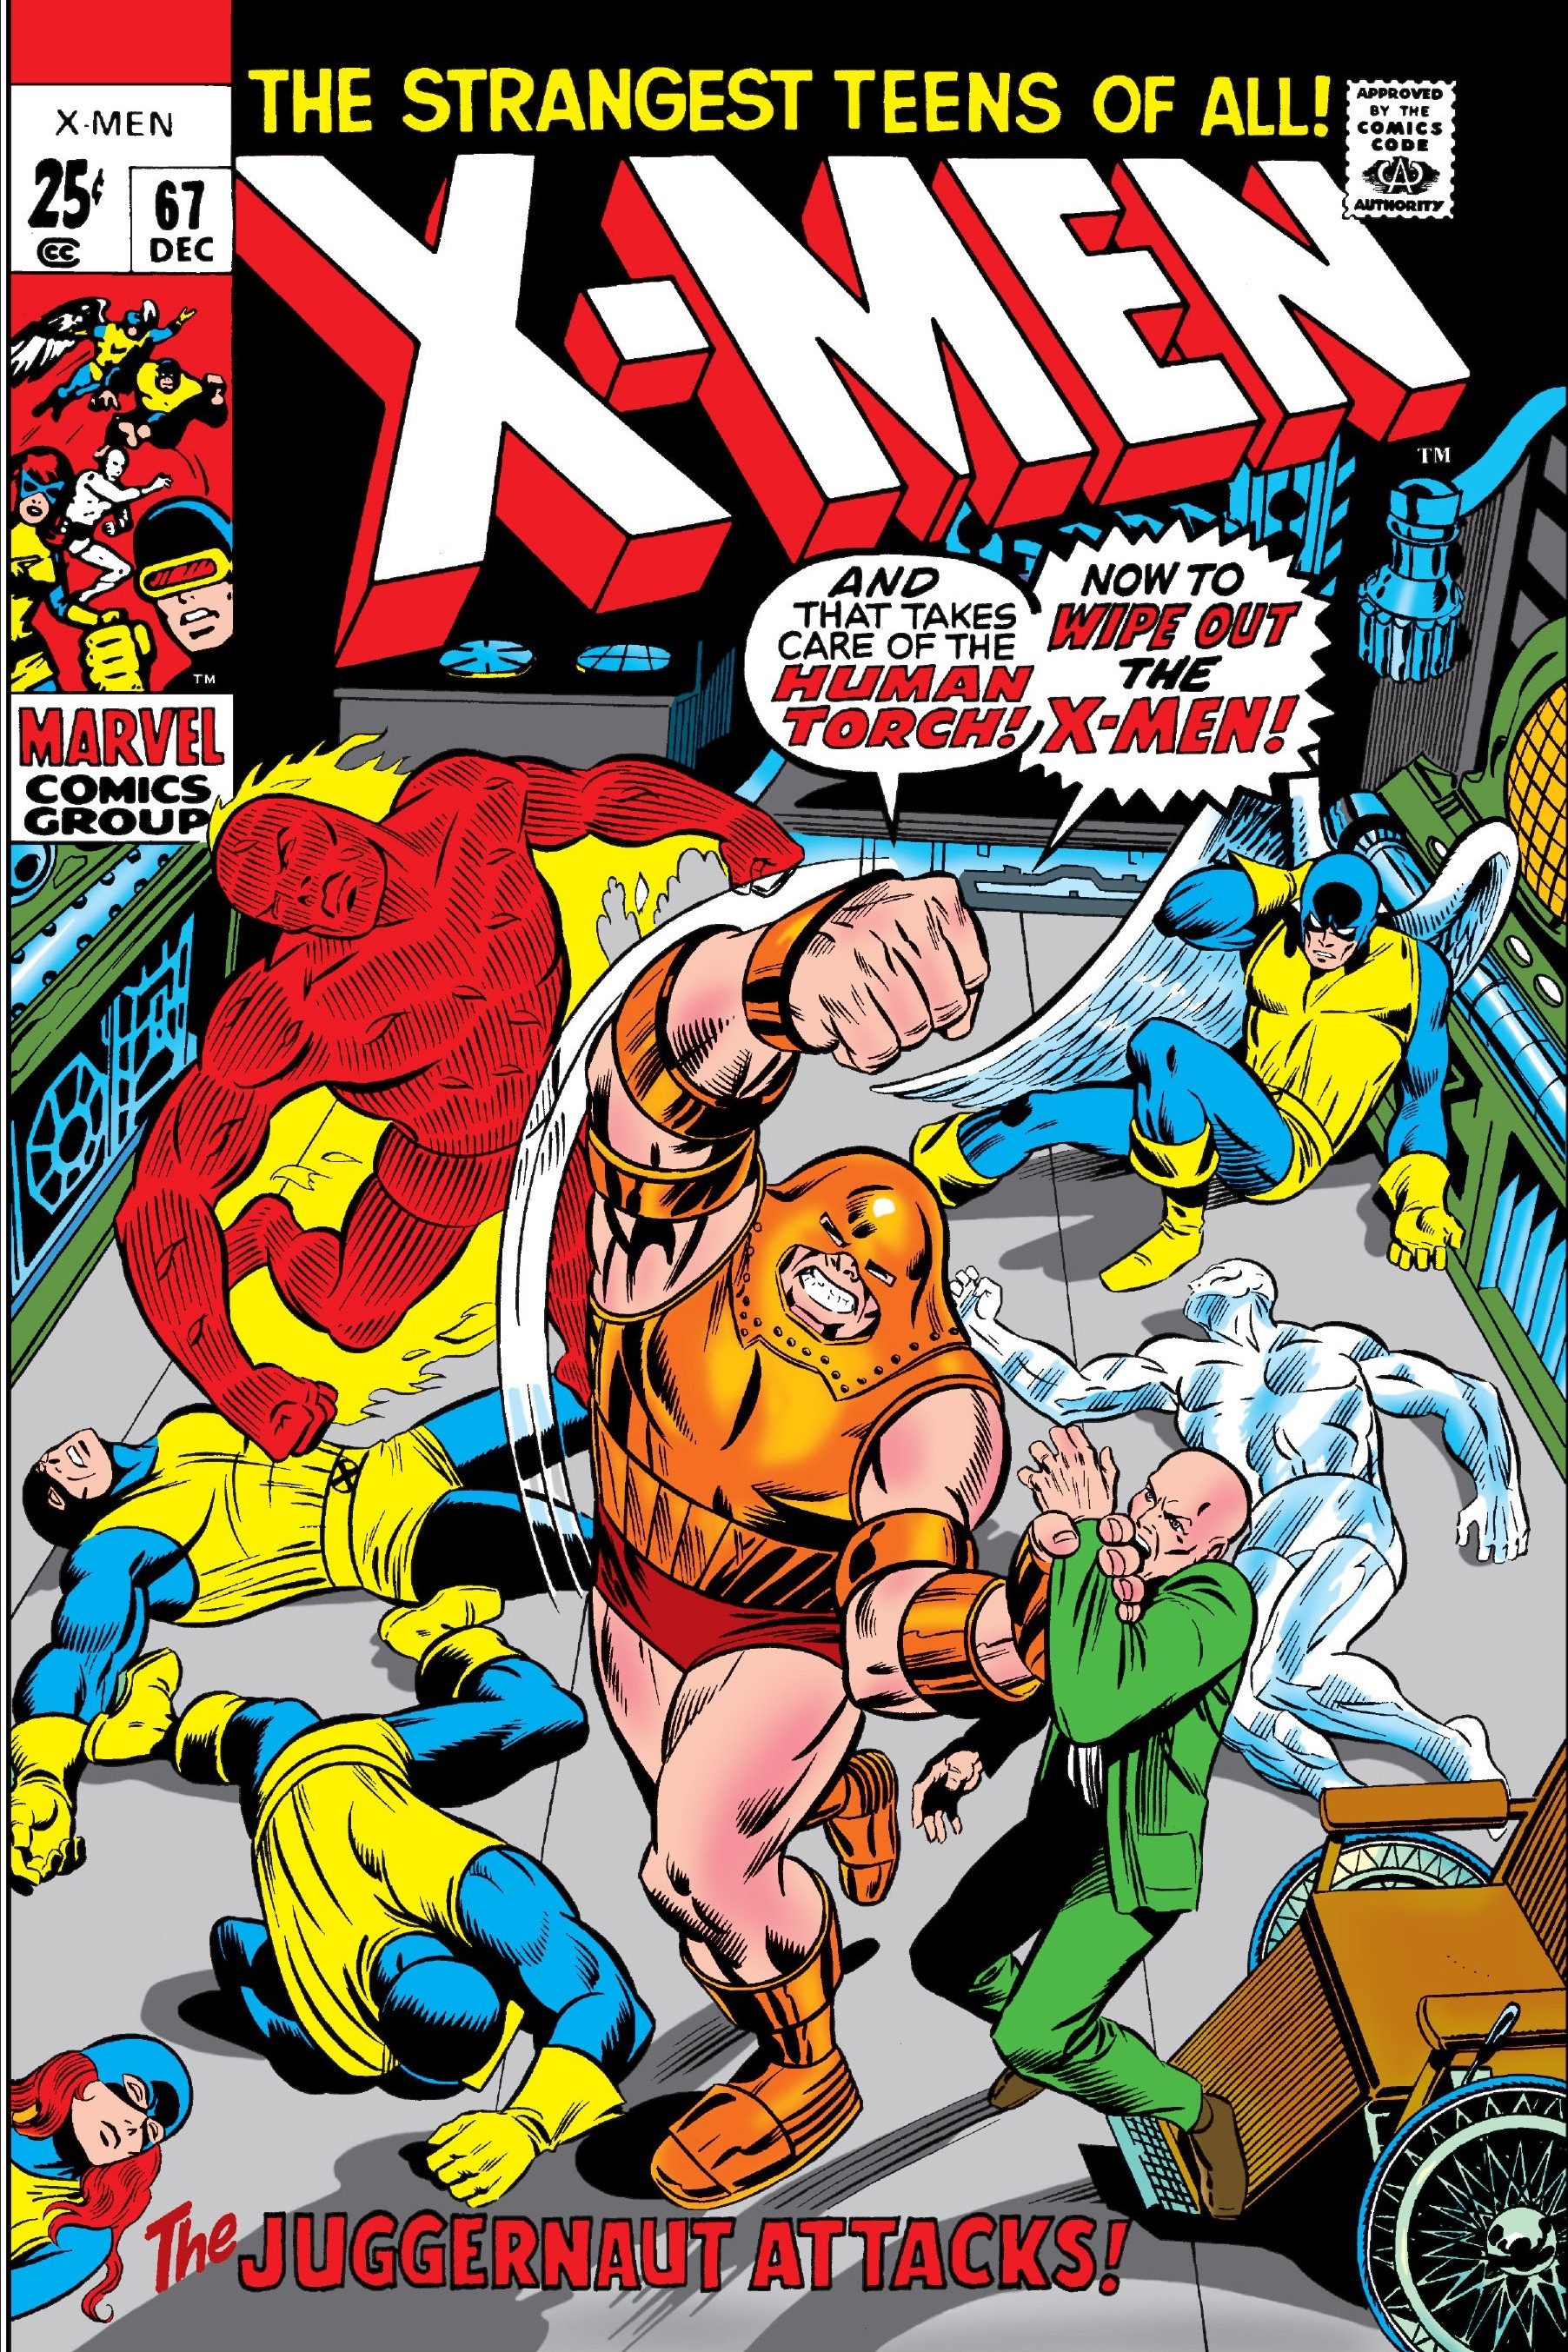 THE STRANGEST TEENS OF ALL!
APPROVED
BY THE
COMICS
CODE
CA
AUTHORITY
X-MEN
25¢
CC
67
DEC
X-MEN
TM
TM
MARVEL
COMICS
GROUP
AND
THAT TAKES
CARE OF THE
HUMAN
TORCH!
NOW TO
WIPE OUT
THE
X-MEN!
The JUGGERNAUT ATTACKS!